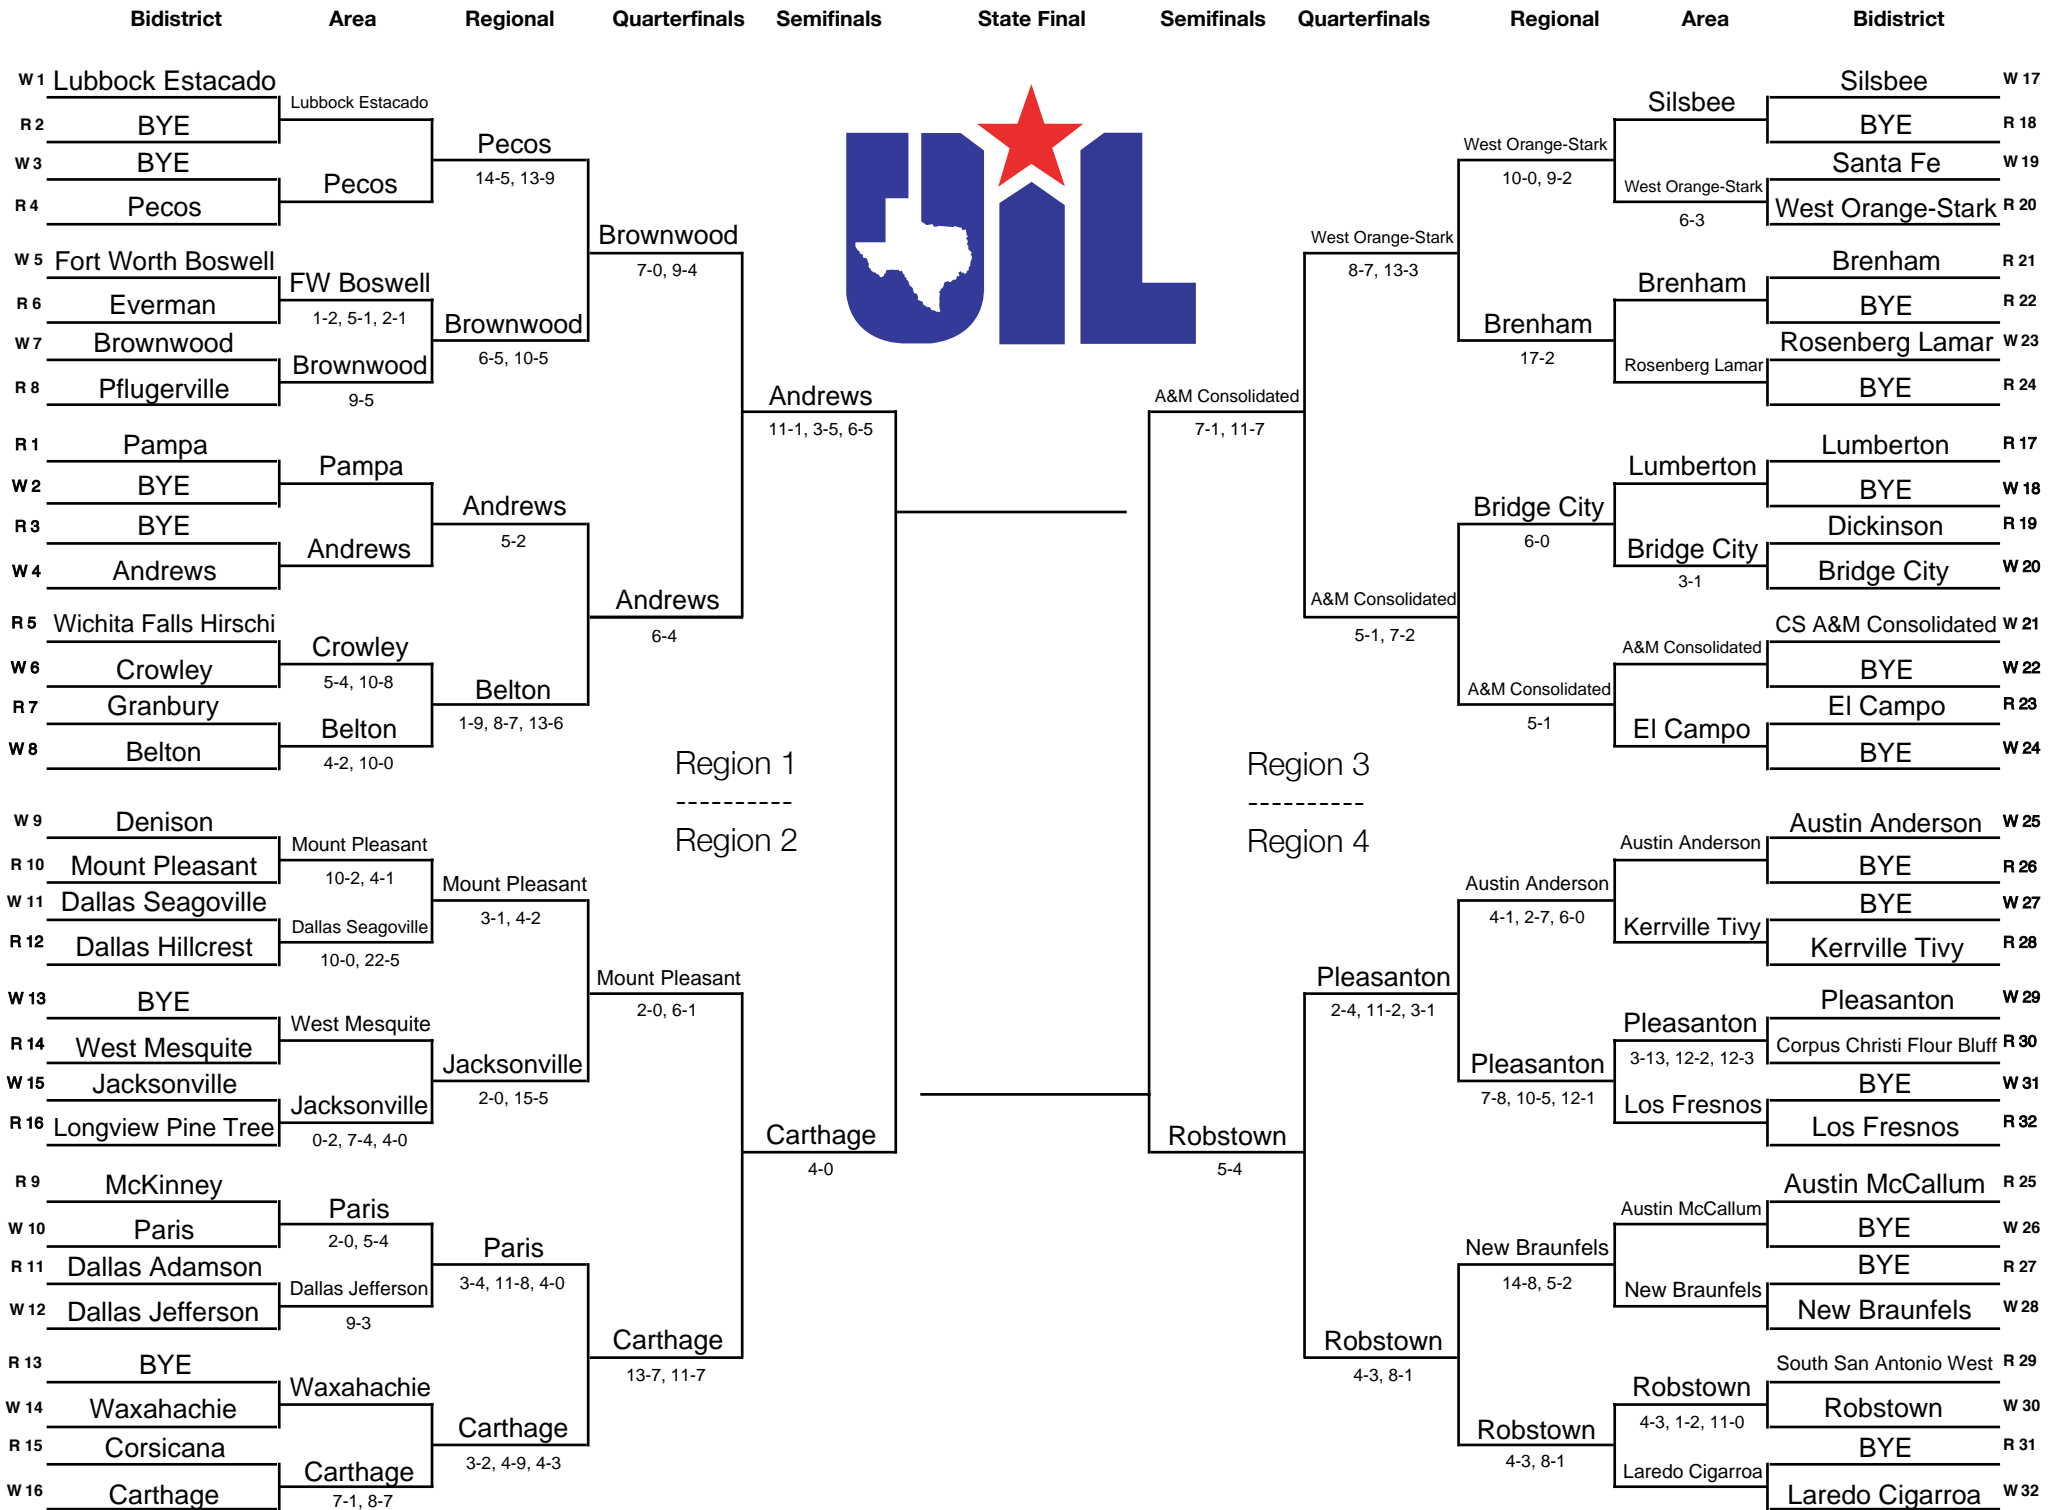 Bidistrict Area Regional Quarterfinals Semifinals State Final Semifinals Quarterfinals Regional Area Bidistrict
W 1 Lubbock Estacado
Lubbock Estacado
R 2 BYE
Pecos
14-5, 13-9
W 3 BYE
Pecos
R 4 Pecos
Brownwood
7-0, 9-4
W 5 Fort Worth Boswell
FW Boswell
1-2, 5-1, 2-1
R 6 Everman
Brownwood
6-5, 10-5
W 7 Brownwood
Brownwood
9-5
R 8 Pflugerville
Andrews
11-1, 3-5, 6-5
R 1 Pampa
Pampa
W 2 BYE
Andrews
5-2
R 3 BYE
Andrews
W 4 Andrews
Andrews
6-4
R 5 Wichita Falls Hirschi
Crowley
5-4, 10-8
W 6 Crowley
Belton
1-9, 8-7, 13-6
R 7 Granbury
Belton
4-2, 10-0
W 8 Belton
Region 1
----------
Region 2
W 9 Denison
Mount Pleasant
10-2, 4-1
R 10 Mount Pleasant
Mount Pleasant
3-1, 4-2
W 11 Dallas Seagoville
Dallas Seagoville
10-0, 22-5
R 12 Dallas Hillcrest
Mount Pleasant
2-0, 6-1
W 13 BYE
West Mesquite
R 14 West Mesquite
Jacksonville
2-0, 15-5
W 15 Jacksonville
Jacksonville
0-2, 7-4, 4-0
R 16 Longview Pine Tree
Carthage
4-0
R 9 McKinney
Paris
2-0, 5-4
W 10 Paris
Paris
3-4, 11-8, 4-0
R 11 Dallas Adamson
Dallas Jefferson
9-3
W 12 Dallas Jefferson
Carthage
13-7, 11-7
R 13 BYE
Waxahachie
W 14 Waxahachie
Carthage
3-2, 4-9, 4-3
R 15 Corsicana
Carthage
7-1, 8-7
W 16 Carthage
UIL
Silsbee W 17
Silsbee
BYE R 18
West Orange-Stark
10-0, 9-2
Santa Fe W 19
West Orange-Stark
6-3
West Orange-Stark R 20
West Orange-Stark
8-7, 13-3
Brenham R 21
Brenham
BYE R 22
Brenham
17-2
Rosenberg Lamar W 23
Rosenberg Lamar
BYE R 24
A&M Consolidated
7-1, 11-7
Lumberton R 17
Lumberton
BYE W 18
Bridge City
6-0
Dickinson R 19
Bridge City
3-1
Bridge City W 20
A&M Consolidated
5-1, 7-2
CS A&M Consolidated W 21
A&M Consolidated
BYE W 22
A&M Consolidated
5-1
El Campo R 23
El Campo
BYE W 24
Region 3
----------
Region 4
Austin Anderson W 25
Austin Anderson
BYE R 26
Austin Anderson
4-1, 2-7, 6-0
BYE W 27
Kerrville Tivy
Kerrville Tivy R 28
Pleasanton
2-4, 11-2, 3-1
Pleasanton W 29
Pleasanton
3-13, 12-2, 12-3
Corpus Christi Flour Bluff R 30
Pleasanton
7-8, 10-5, 12-1
BYE W 31
Los Fresnos
Los Fresnos R 32
Robstown
5-4
Austin McCallum R 25
Austin McCallum
BYE W 26
New Braunfels
14-8, 5-2
BYE R 27
New Braunfels
New Braunfels W 28
Robstown
4-3, 8-1
South San Antonio West R 29
Robstown
4-3, 1-2, 11-0
Robstown W 30
Robstown
4-3, 8-1
BYE R 31
Laredo Cigarroa
Laredo Cigarroa W 32